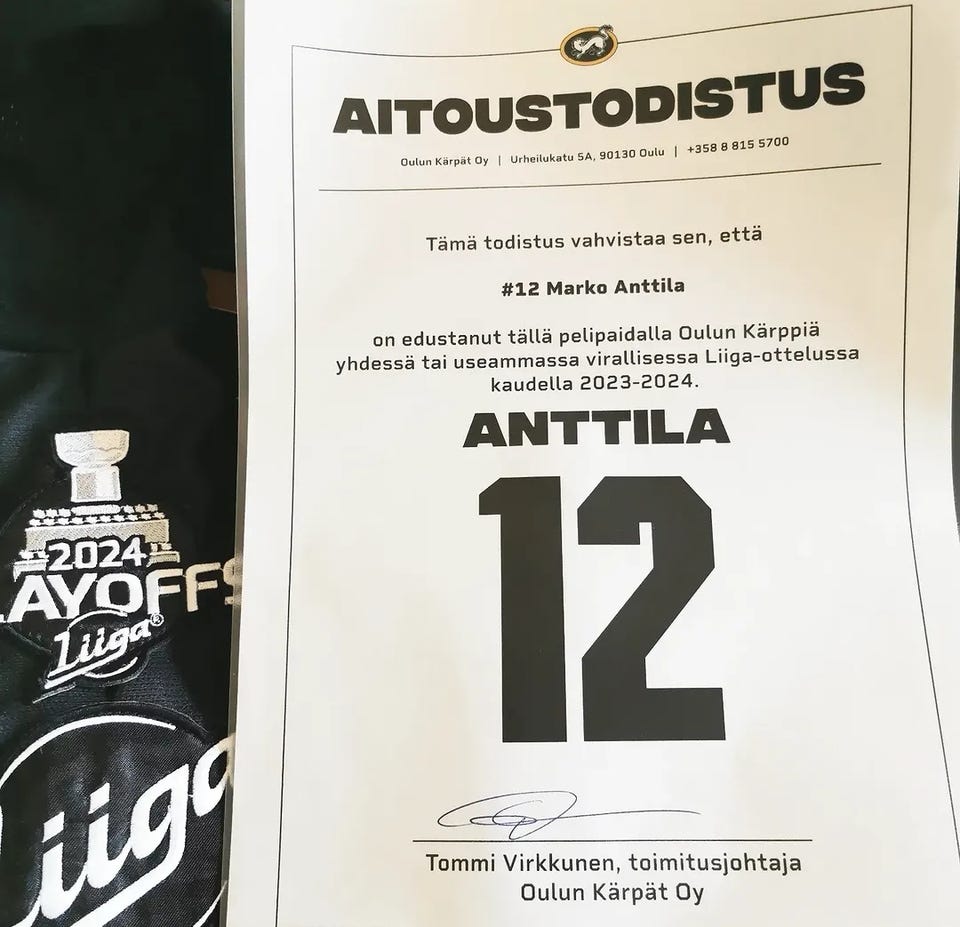 AITOUSTODISTUS
Oulun Kärpät Oy | Urheilukatu 5A, 90130 Oulu | +358 8 815 5700
Tämä todistus vahvistaa sen, että
#12 Marko Anttila
on edustanut tällä pelipaidalla Oulun Kärppiä
yhdessä tai useammassa virallisessa Liiga-ottelussa
kaudella 2023-2024.
ANTTILA
12
Tommi Virkkunen, toimitusjohtaja
Oulun Kärpät Oy
2024
LAYOFFS
Liiga®
Liiga